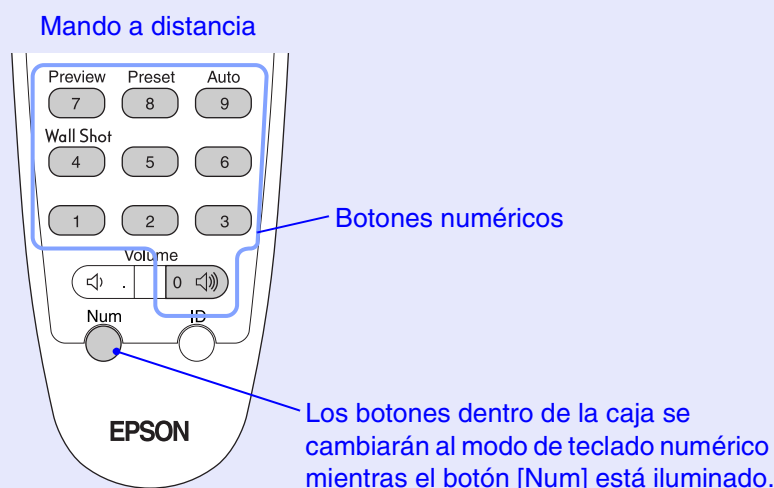 Mando a distancia
Preview Preset Auto
7 8 9
Wall Shot
4 5 6
1 2 3
Botones numéricos
Volume
. 0
Num ID
EPSON
Los botones dentro de la caja se
cambiarán al modo de teclado numérico
mientras el botón [Num] está iluminado.